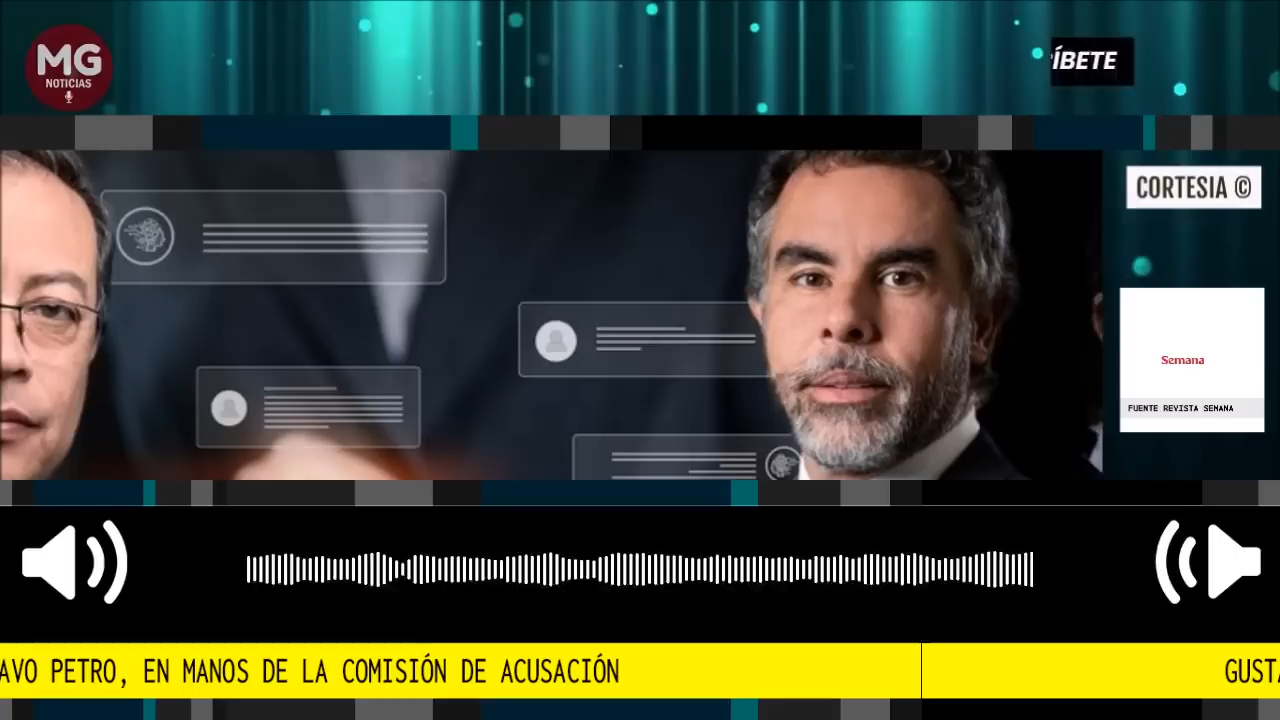 MG
NOTICIAS
ÍBETE
CORTESIA ©
Semana
FUENTE REVISTA SEMANA
AVO PETRO, EN MANOS DE LA COMISIÓN DE ACUSACIÓN
GUSTA